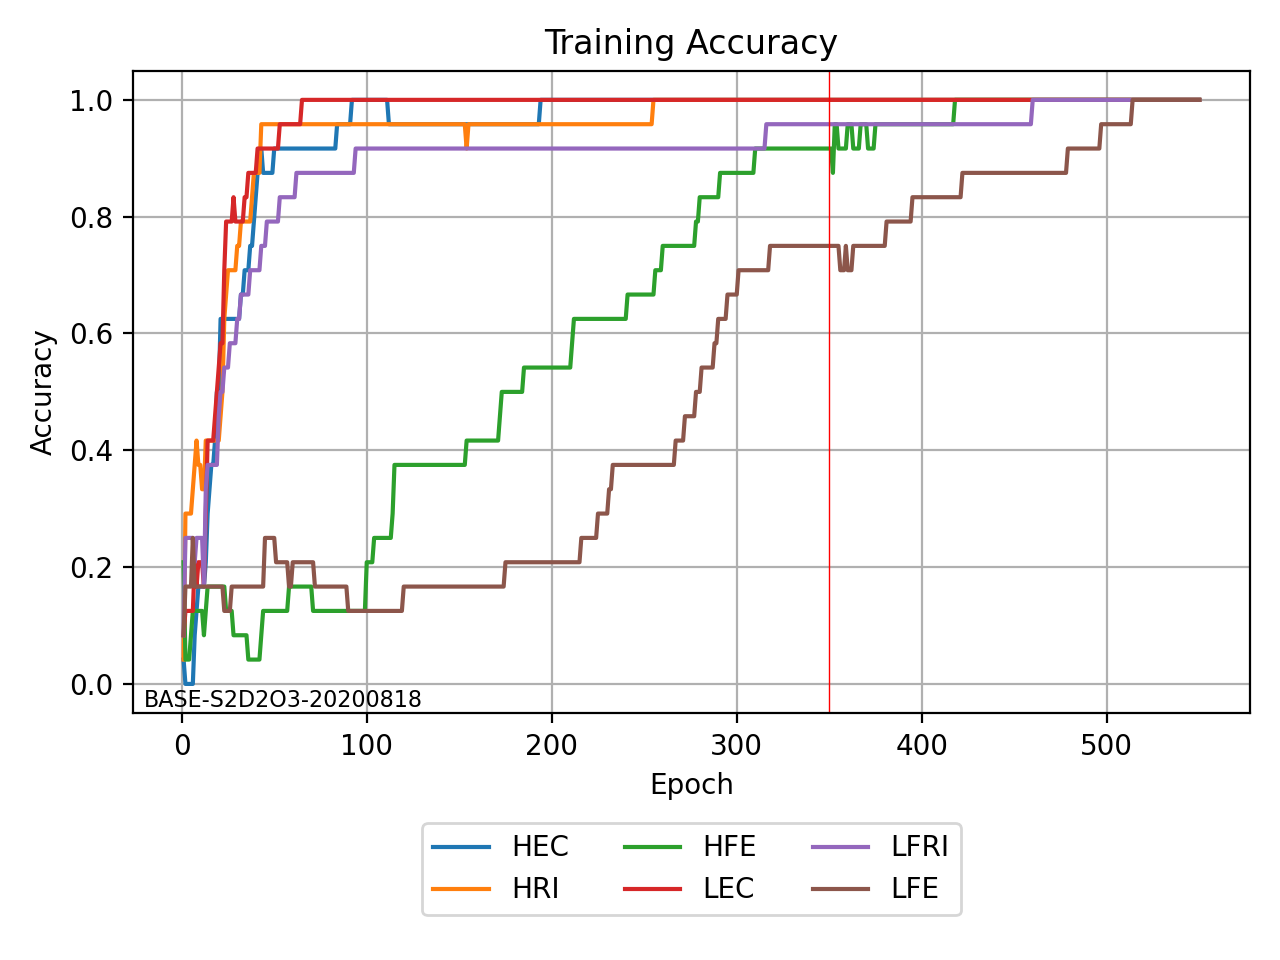 Training Accuracy
1.0
0.8
0.6
0.4
0.2
0.0
Accuracy
BASE-S2D2O3-20200818
0 100 200 300 400 500
Epoch
HEC HFE LFRI
HRI LEC LFE